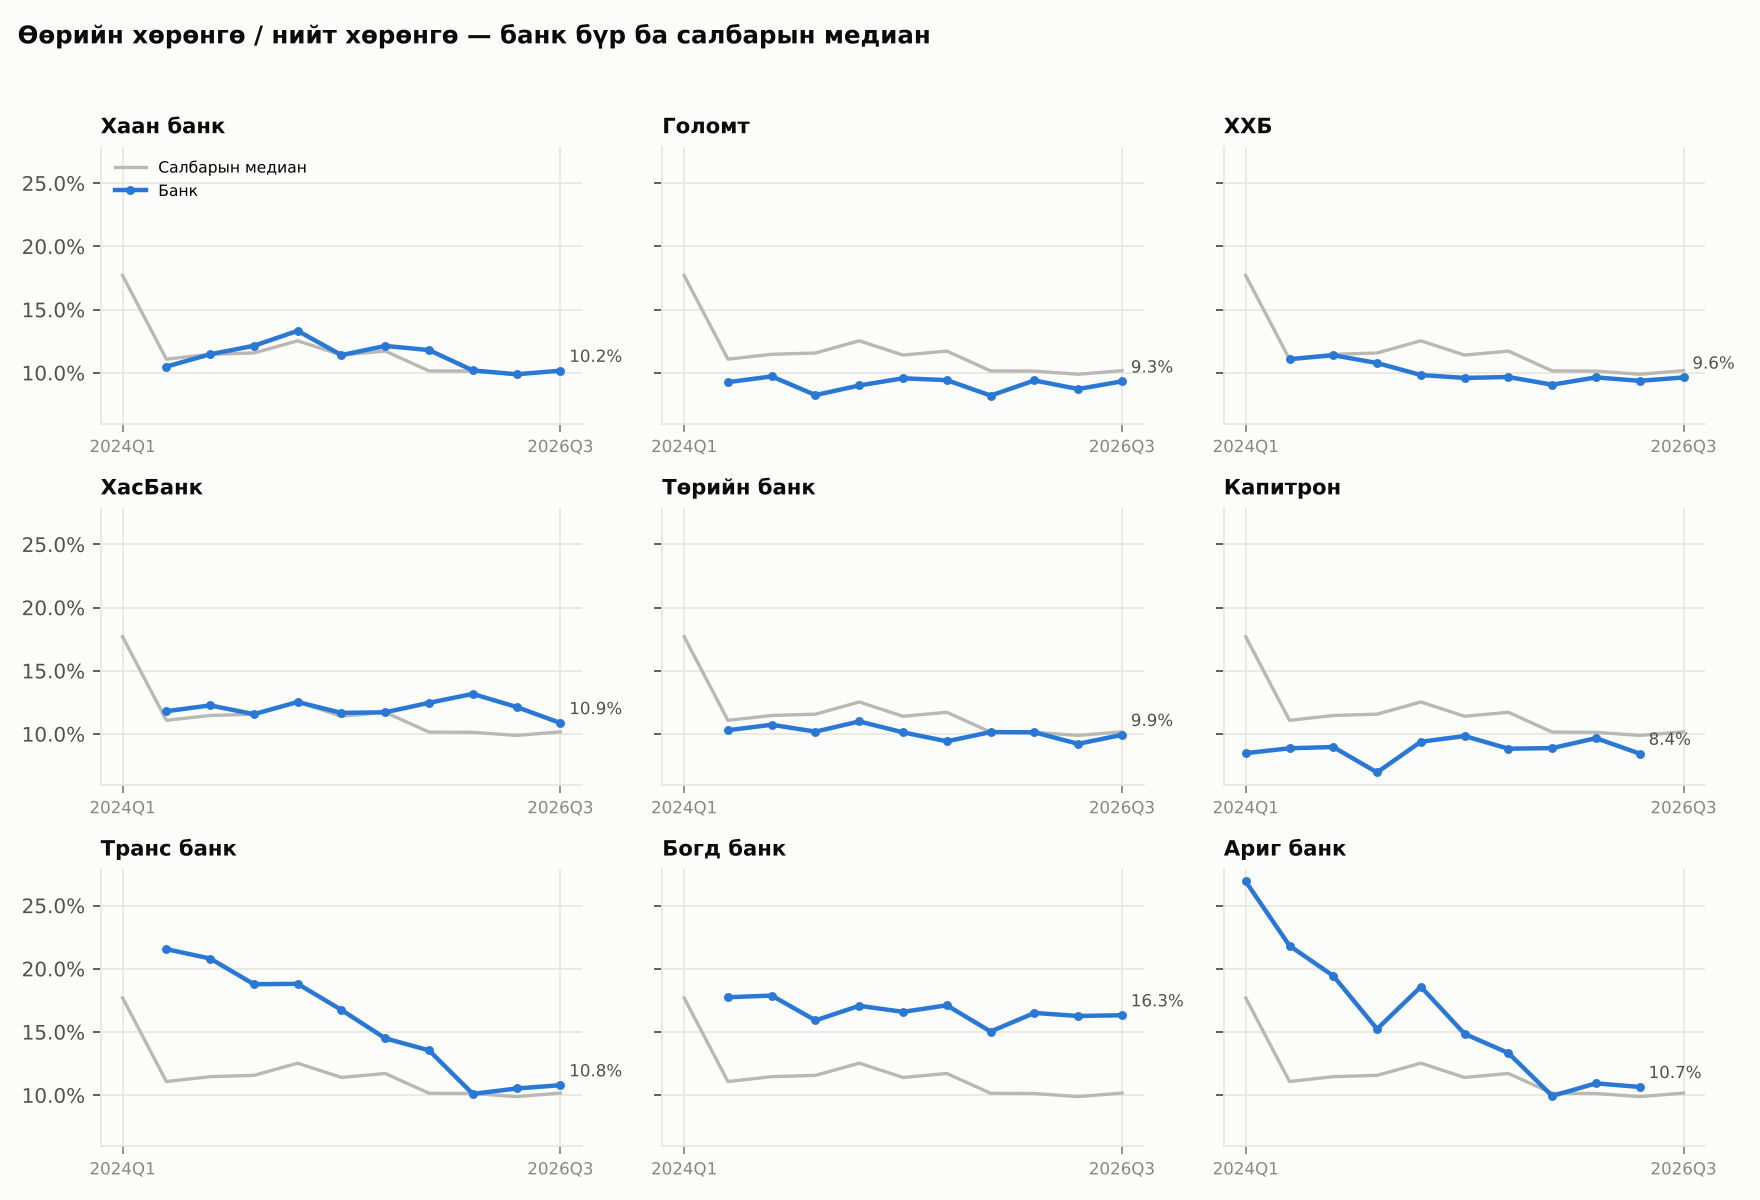 Өөрийн хөрөнгө / нийт хөрөнгө — банк бүр ба салбарын медиан
Хаан банк
Салбарын медиан
Банк
25.0%
20.0%
15.0%
10.0%
10.2%
2024Q1
2026Q3
Голомт
9.3%
2024Q1
2026Q3
ХХБ
9.6%
2024Q1
2026Q3
ХасБанк
25.0%
20.0%
15.0%
10.0%
10.9%
2024Q1
2026Q3
Төрийн банк
9.9%
2024Q1
2026Q3
Капитрон
8.4%
2024Q1
2026Q3
Транс банк
25.0%
20.0%
15.0%
10.0%
10.8%
2024Q1
2026Q3
Богд банк
16.3%
2024Q1
2026Q3
Ариг банк
10.7%
2024Q1
2026Q3